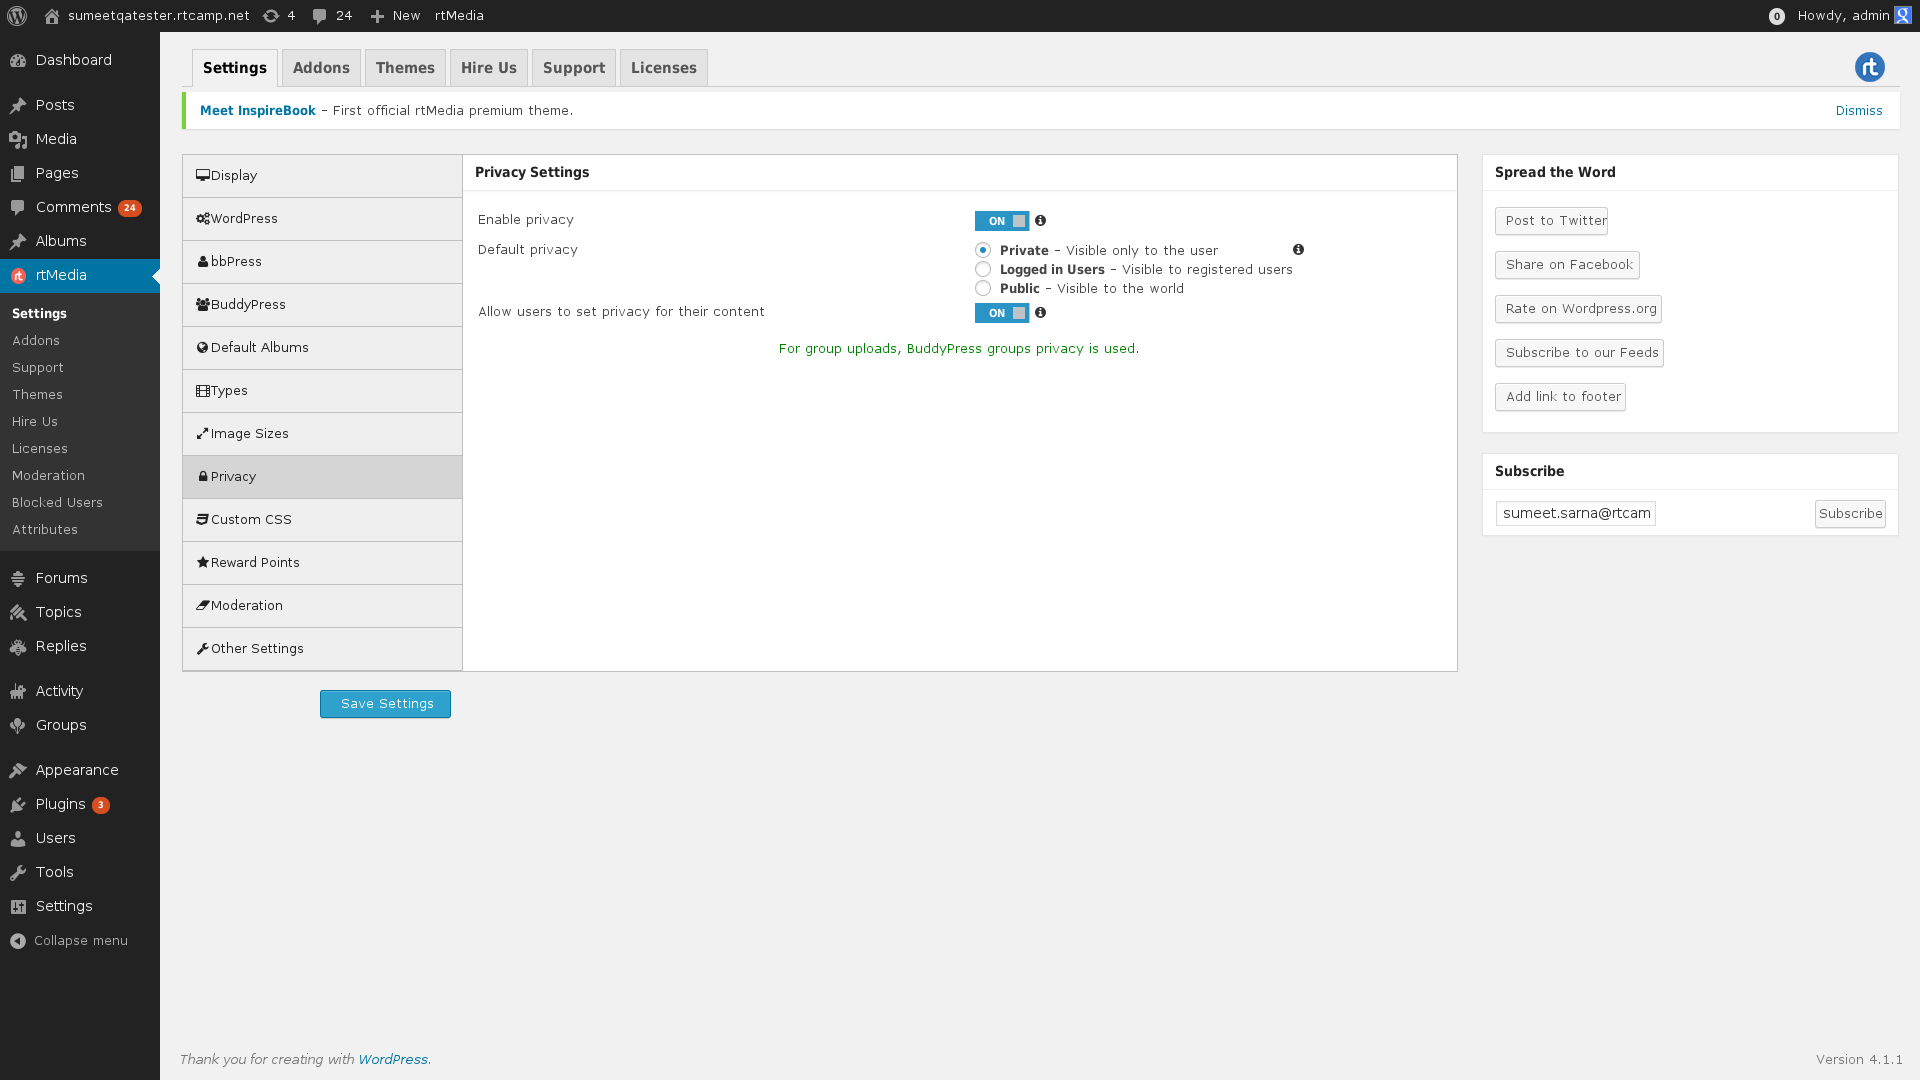 sumeetqatester.rtcamp.net 4 24 New rtMedia 0 Howdy, admin
Dashboard
Posts
Media
Pages
Comments 24
Albums
rtMedia
Settings
Addons
Support
Themes
Hire Us
Licenses
Moderation
Blocked Users
Attributes
Forums
Topics
Replies
Activity
Groups
Appearance
Plugins 3
Users
Tools
Settings
Collapse menu
Settings Addons Themes Hire Us Support Licenses rt
Meet InspireBook – First official rtMedia premium theme. Dismiss
Display
WordPress
bbPress
BuddyPress
Default Albums
Types
Image Sizes
Privacy
Custom CSS
Reward Points
Moderation
Other Settings
Save Settings
Privacy Settings
Enable privacy ON
Default privacy Private – Visible only to the user
Logged in Users – Visible to registered users
Public – Visible to the world
Allow users to set privacy for their content ON
For group uploads, BuddyPress groups privacy is used.
Spread the Word
Post to Twitter
Share on Facebook
Rate on Wordpress.org
Subscribe to our Feeds
Add link to footer
Subscribe
sumeet.sarna@rtcam Subscribe
Thank you for creating with WordPress. Version 4.1.1